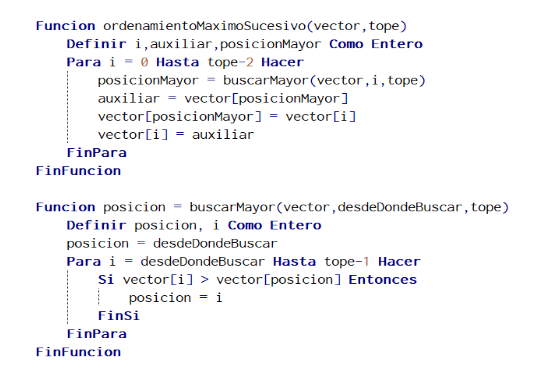 Funcion ordenamientoMaximoSucesivo(vector,tope)
Definir i,auxiliar,posicionMayor Como Entero
Para i = 0 Hasta tope-2 Hacer
posicionMayor = buscarMayor(vector,i,tope)
auxiliar = vector[posicionMayor]
vector[posicionMayor] = vector[i]
vector[i] = auxiliar
FinPara
FinFuncion
Funcion posicion = buscarMayor(vector,desdeDondeBuscar,tope)
Definir posicion, i Como Entero
posicion = desdeDondeBuscar
Para i = desdeDondeBuscar Hasta tope-1 Hacer
Si vector[i] > vector[posicion] Entonces
posicion = i
FinSi
FinPara
FinFuncion